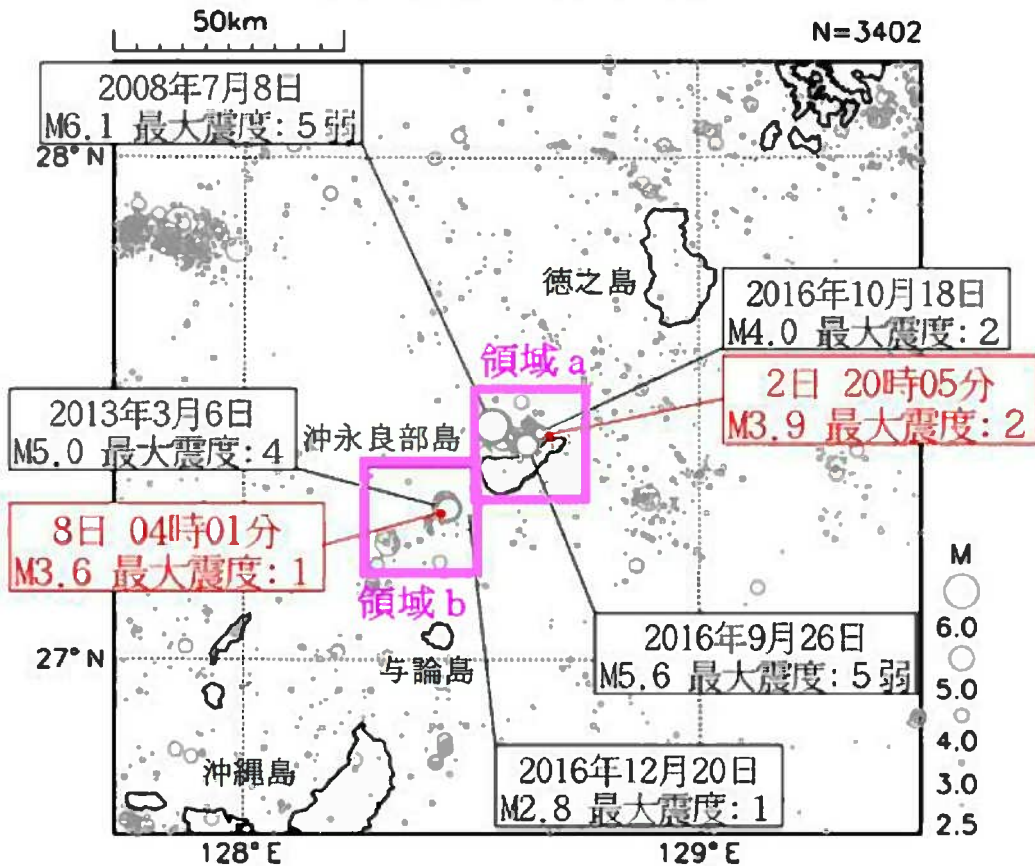 50km
N=3402
2008年7月8日
M6.1 最大震度:5弱
28°N
徳之島
2016年10月18日
M4.0 最大震度:2
領域a
2日 20時05分
M3.9 最大震度:2
2013年3月6日
M5.0 最大震度:4
沖永良部島
8日 04時01分
M3.6 最大震度:1
領域b
M
6.0
5.0
4.0
3.0
2.5
2016年9月26日
M5.6 最大震度:5弱
27°N
与論島
沖縄島
2016年12月20日
M2.8 最大震度:1
128°E
129°E